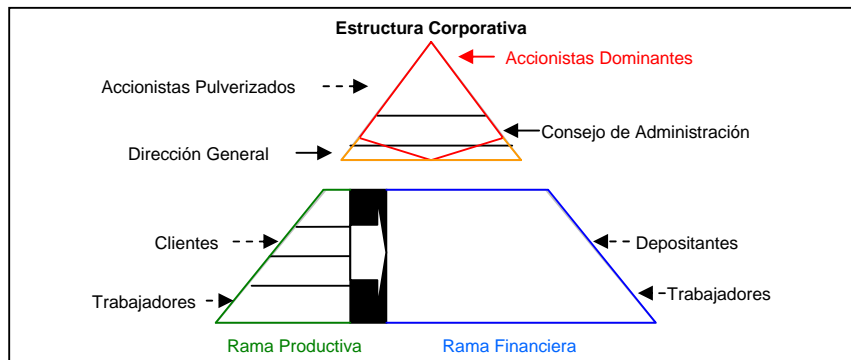 Estructura Corporativa
Accionistas Dominantes
Accionistas Pulverizados
Consejo de Administración
Dirección General
Clientes
Depositantes
Trabajadores
Trabajadores
Rama Productiva
Rama Financiera